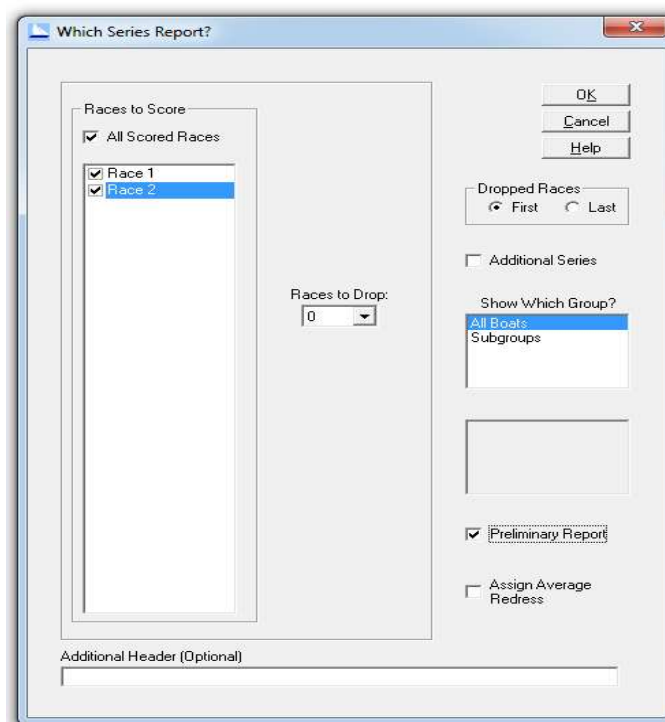 Which Series Report?
Races to Score
All Scored Races
Race 1
Race 2
Races to Drop:
0
OK
Cancel
Help
Dropped Races
First Last
Additional Series
Show Which Group?
All Boats
Subgroups
Preliminary Report
Assign Average
Redress
Additional Header (Optional)